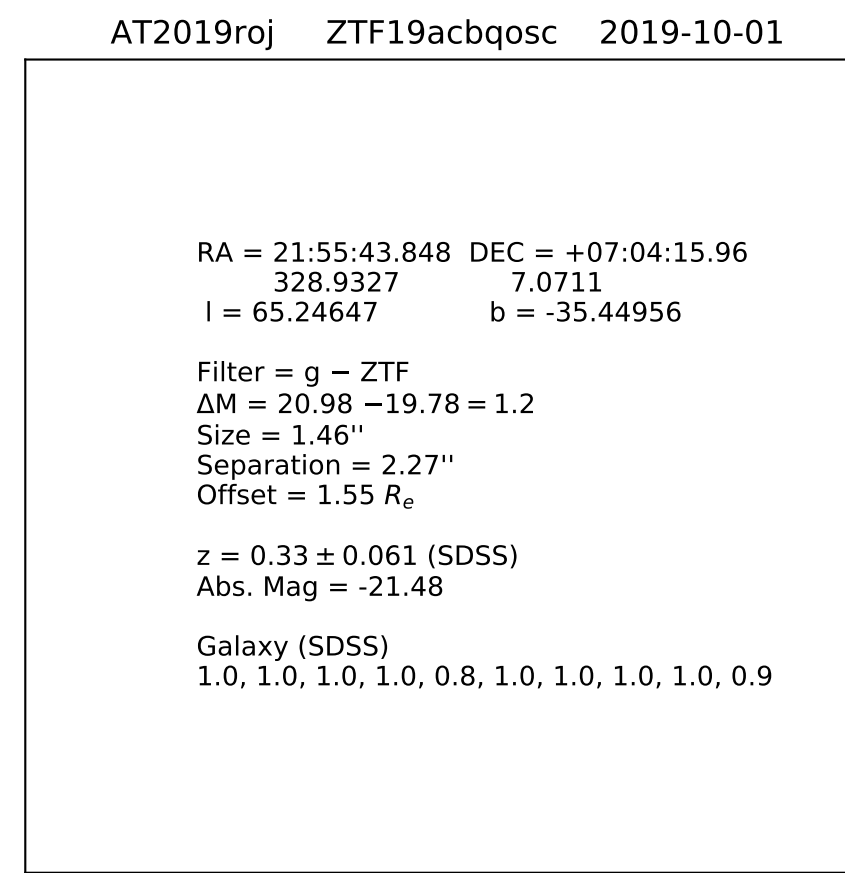 AT2019roj ZTF19acbqosc 2019-10-01
RA = 21:55:43.848 DEC = +07:04:15.96
328.9327 7.0711
l = 65.24647 b = -35.44956
Filter = g − ZTF
ΔM = 20.98 −19.78 = 1.2
Size = 1.46''
Separation = 2.27''
Offset = 1.55 Rₑ
z = 0.33 ± 0.061 (SDSS)
Abs. Mag = -21.48
Galaxy (SDSS)
1.0, 1.0, 1.0, 1.0, 0.8, 1.0, 1.0, 1.0, 1.0, 0.9